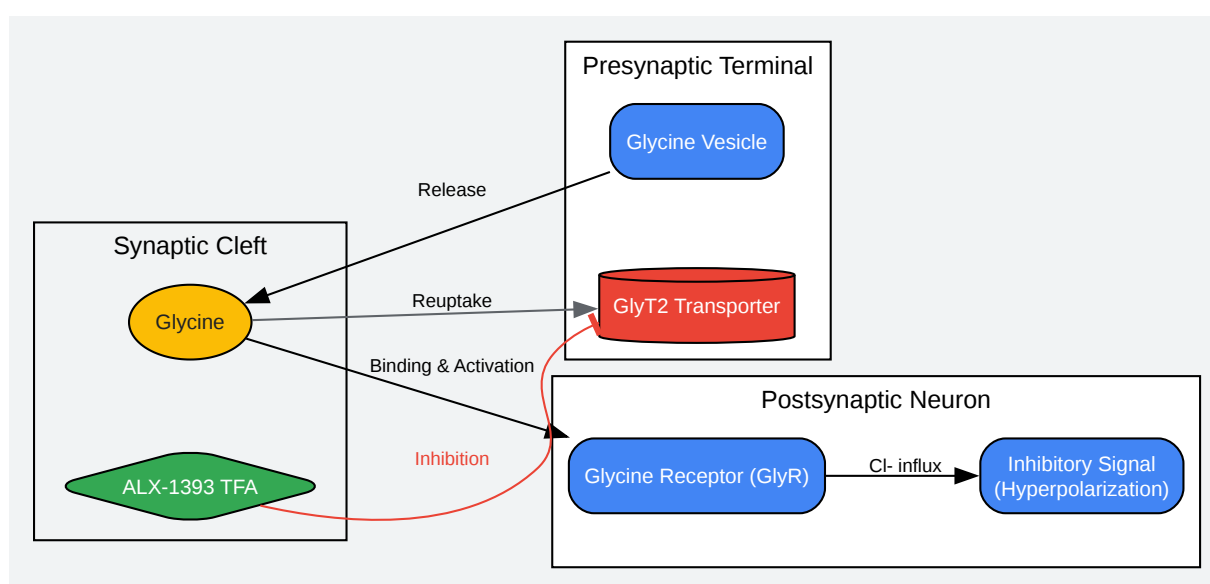 Presynaptic Terminal
Glycine Vesicle
Release
Synaptic Cleft
Glycine
Reuptake
GlyT2 Transporter
Binding & Activation
Postsynaptic Neuron
Inhibition
ALX-1393 TFA
Glycine Receptor (GlyR)
Cl- influx
Inhibitory Signal
(Hyperpolarization)